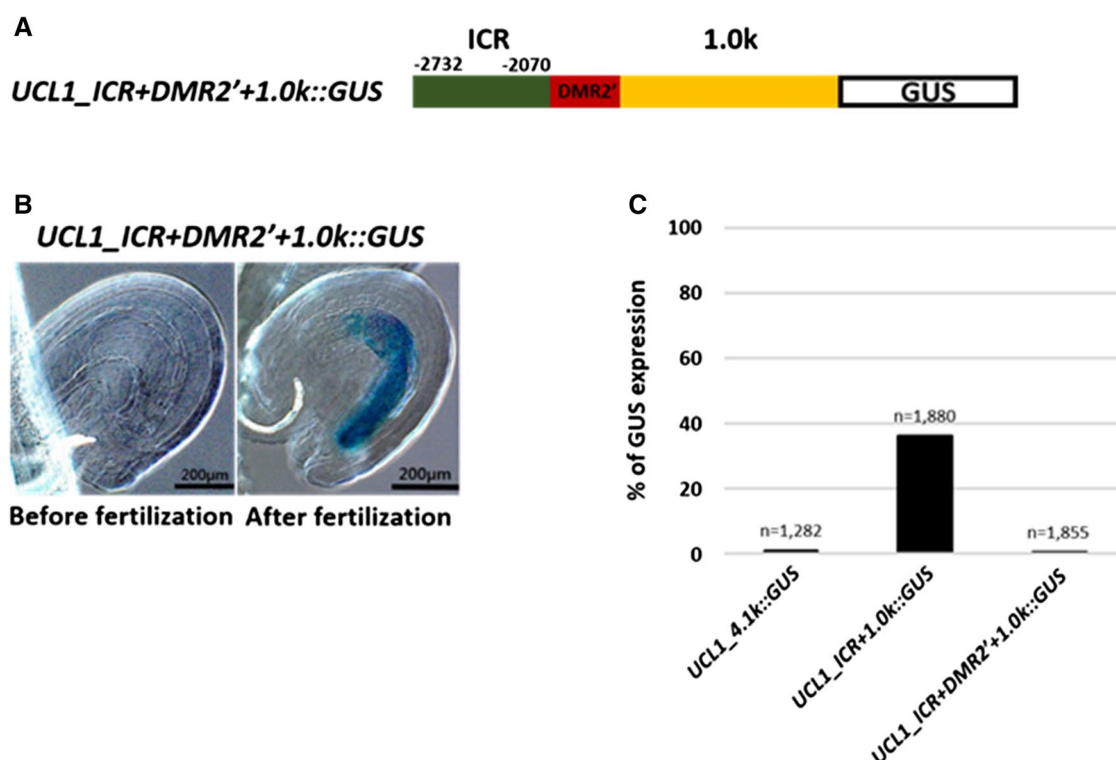 A
ICR 1.0k
-2732 -2070
UCL1_ICR+DMR2’+1.0k::GUS DMR2’ GUS
B
UCL1_ICR+DMR2’+1.0k::GUS
200µm 200µm
Before fertilization After fertilization
C
% of GUS expression
100
80
60
40
20
0
n=1,282
n=1,880
n=1,855
UCL1_4.1k::GUS
UCL1_ICR+1.0k::GUS
UCL1_ICR+DMR2’+1.0k::GUS